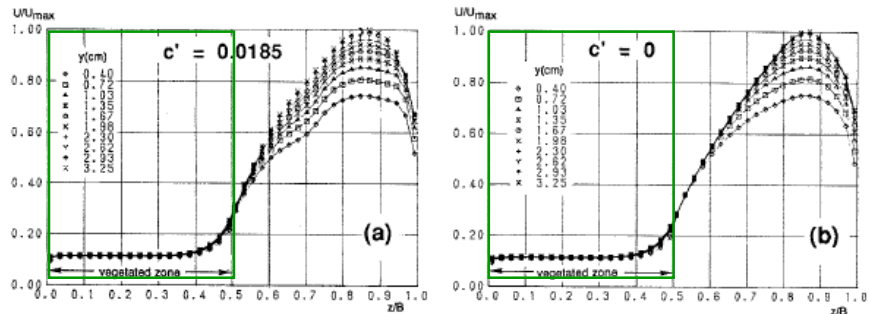 U/Umax
1.00
0.80
0.60
0.40
0.20
0.00
c' = 0.0185
y(cm)
0.40
0.72
1.03
1.35
1.67
1.98
2.30
2.62
2.93
3.25
(a)
vegetated zone
0.0 0.1 0.2 0.3 0.4 0.5 0.6 0.7 0.8 0.9 1.0
z/B
U/Umax
1.00
0.80
0.60
0.40
0.20
0.00
c' = 0
y(cm)
0.40
0.72
1.03
1.35
1.67
1.98
2.30
2.62
2.93
3.25
(b)
vegetated zone
0.0 0.1 0.2 0.3 0.4 0.5 0.6 0.7 0.8 0.9 1.0
z/B